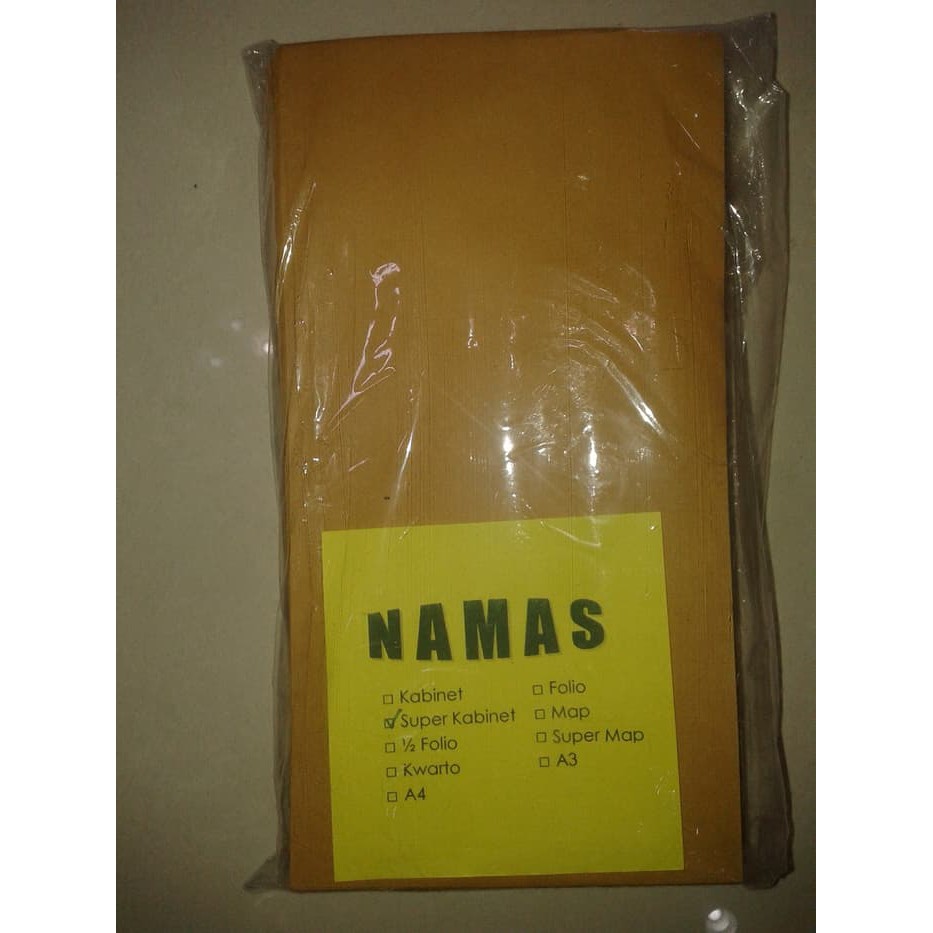 NAMAS
☐ Kabinet
☑ Super Kabinet
☐ ½ Folio
☐ Kwarto
☐ A4
☐ Folio
☐ Map
☐ Super Map
☐ A3